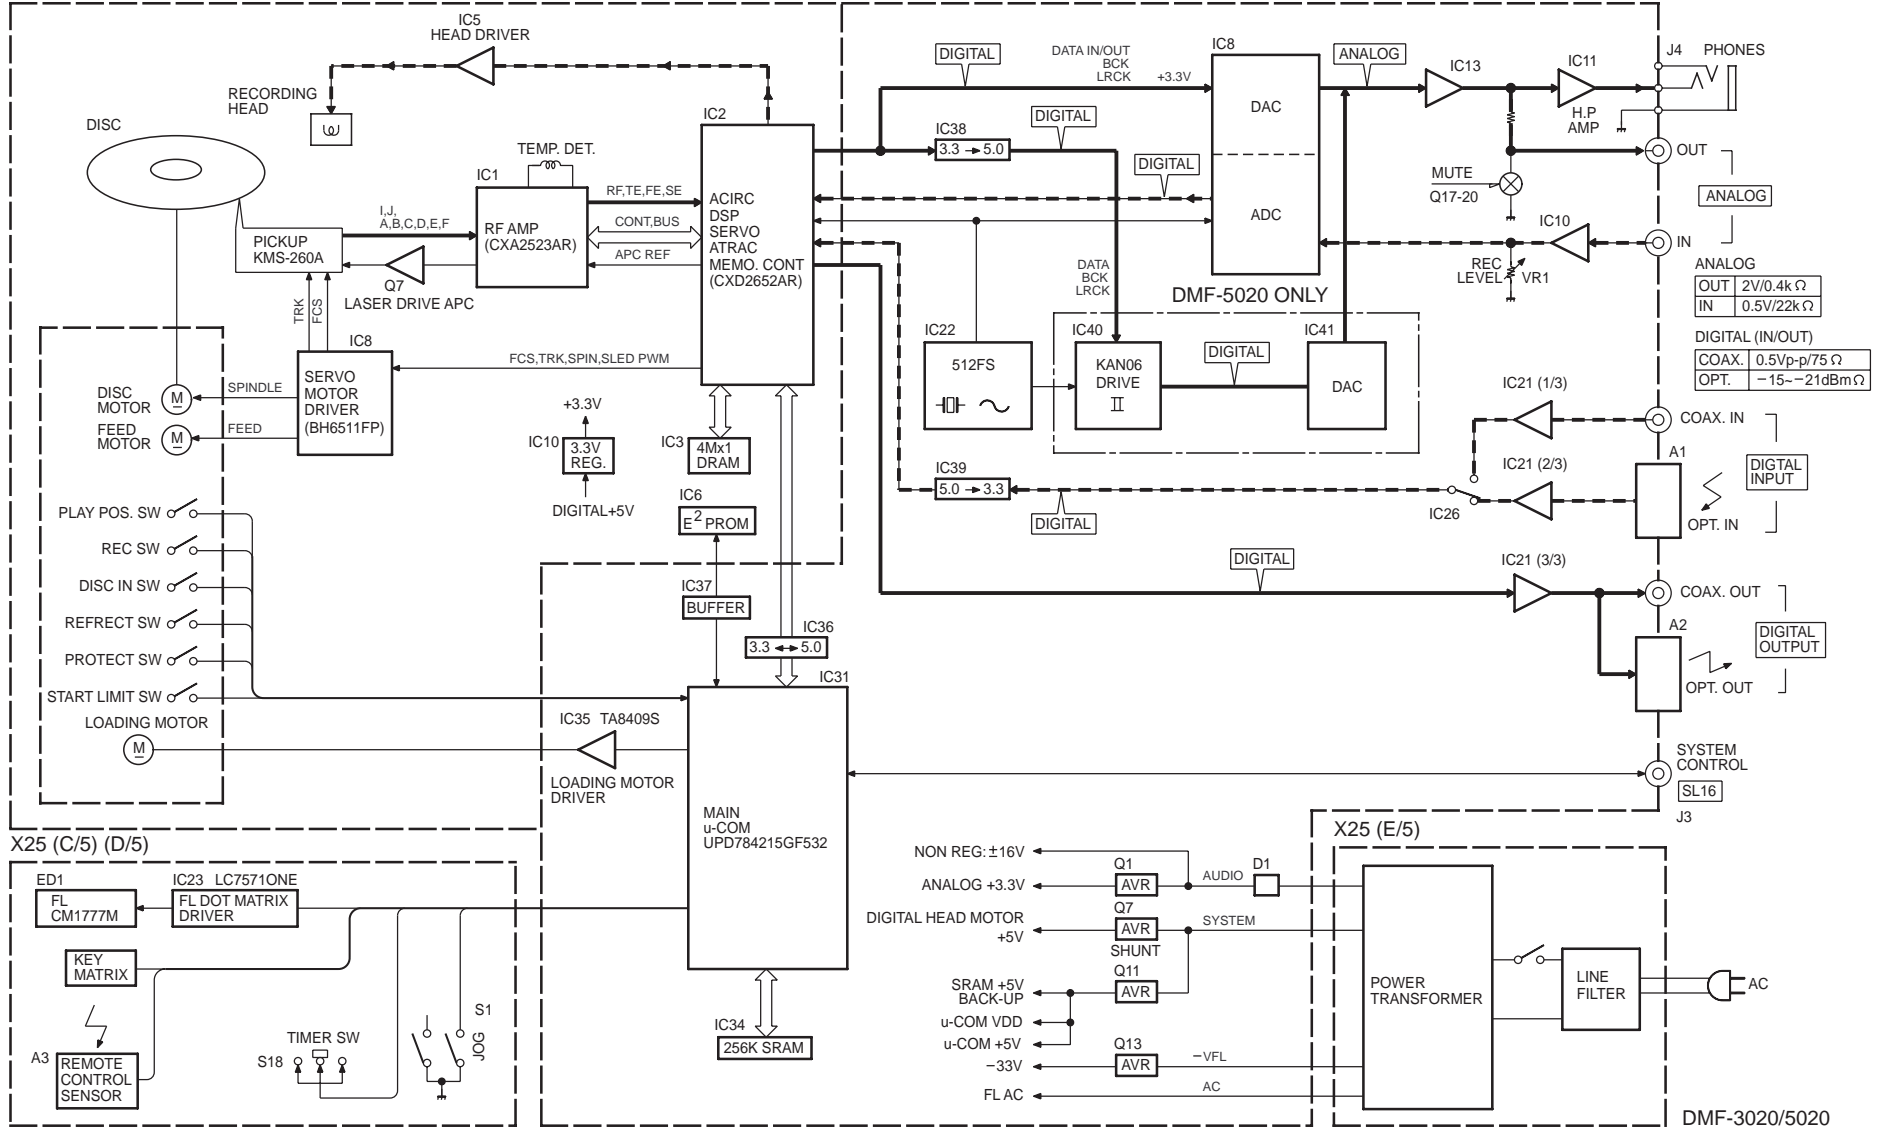 IC5
HEAD DRIVER
RECORDING
HEAD
DISC
TEMP. DET.
IC1
RF AMP
(CXA2523AR)
I,J,
A,B,C,D,E,F
PICKUP
KMS-260A
Q7
LASER DRIVE APC
TRK
FCS
RF,TE,FE,SE
CONT,BUS
APC REF
IC2
ACIRC
DSP
SERVO
ATRAC
MEMO. CONT
(CXD2652AR)
IC8
SERVO
MOTOR
DRIVER
(BH6511FP)
FCS,TRK,SPIN,SLED PWM
SPINDLE
FEED
DISC
MOTOR
M
FEED
MOTOR
M
+3.3V
IC10
3.3V
REG.
DIGITAL+5V
IC3
4Mx1
DRAM
IC6
E2 PROM
IC37
BUFFER
IC36
3.3 5.0
PLAY POS. SW
REC SW
DISC IN SW
REFRECT SW
PROTECT SW
START LIMIT SW
LOADING MOTOR
M
IC35 TA8409S
LOADING MOTOR
DRIVER
IC31
MAIN
u-COM
UPD784215GF532
IC34
256K SRAM
DIGITAL
DATA IN/OUT
BCK
LRCK
+3.3V
IC38
3.3 5.0
DIGITAL
DIGITAL
IC8
DAC
ADC
ANALOG
IC13
IC11
H.P
AMP
J4 PHONES
OUT
MUTE
Q17-20
ANALOG
IC10
IN
REC
LEVEL
VR1
ANALOG
OUT 2V/0.4kΩ
IN 0.5V/22kΩ
DIGITAL (IN/OUT)
COAX. 0.5Vp-p/75Ω
OPT. −15~−21dBmΩ
DATA
BCK
LRCK
DMF-5020 ONLY
IC22
512FS
IC40
KAN06
DRIVE
II
DIGITAL
IC41
DAC
IC39
5.0 3.3
DIGITAL
IC21 (1/3)
COAX. IN
IC21 (2/3)
IC26
A1
OPT. IN
DIGTAL
INPUT
DIGITAL
IC21 (3/3)
COAX. OUT
A2
OPT. OUT
DIGITAL
OUTPUT
SYSTEM
CONTROL
SL16
J3
X25 (C/5) (D/5)
ED1
FL
CM1777M
IC23 LC7571ONE
FL DOT MATRIX
DRIVER
KEY
MATRIX
A3
REMOTE
CONTROL
SENSOR
TIMER SW
S18
S1
JOG
X25 (E/5)
NON REG:±16V
ANALOG +3.3V
Q1
AVR
AUDIO
D1
DIGITAL HEAD MOTOR
+5V
Q7
AVR
SHUNT
SYSTEM
SRAM +5V
BACK-UP
Q11
AVR
u-COM VDD
u-COM +5V
−33V
Q13
AVR
−VFL
FL AC
AC
POWER
TRANSFORMER
LINE
FILTER
AC
DMF-3020/5020